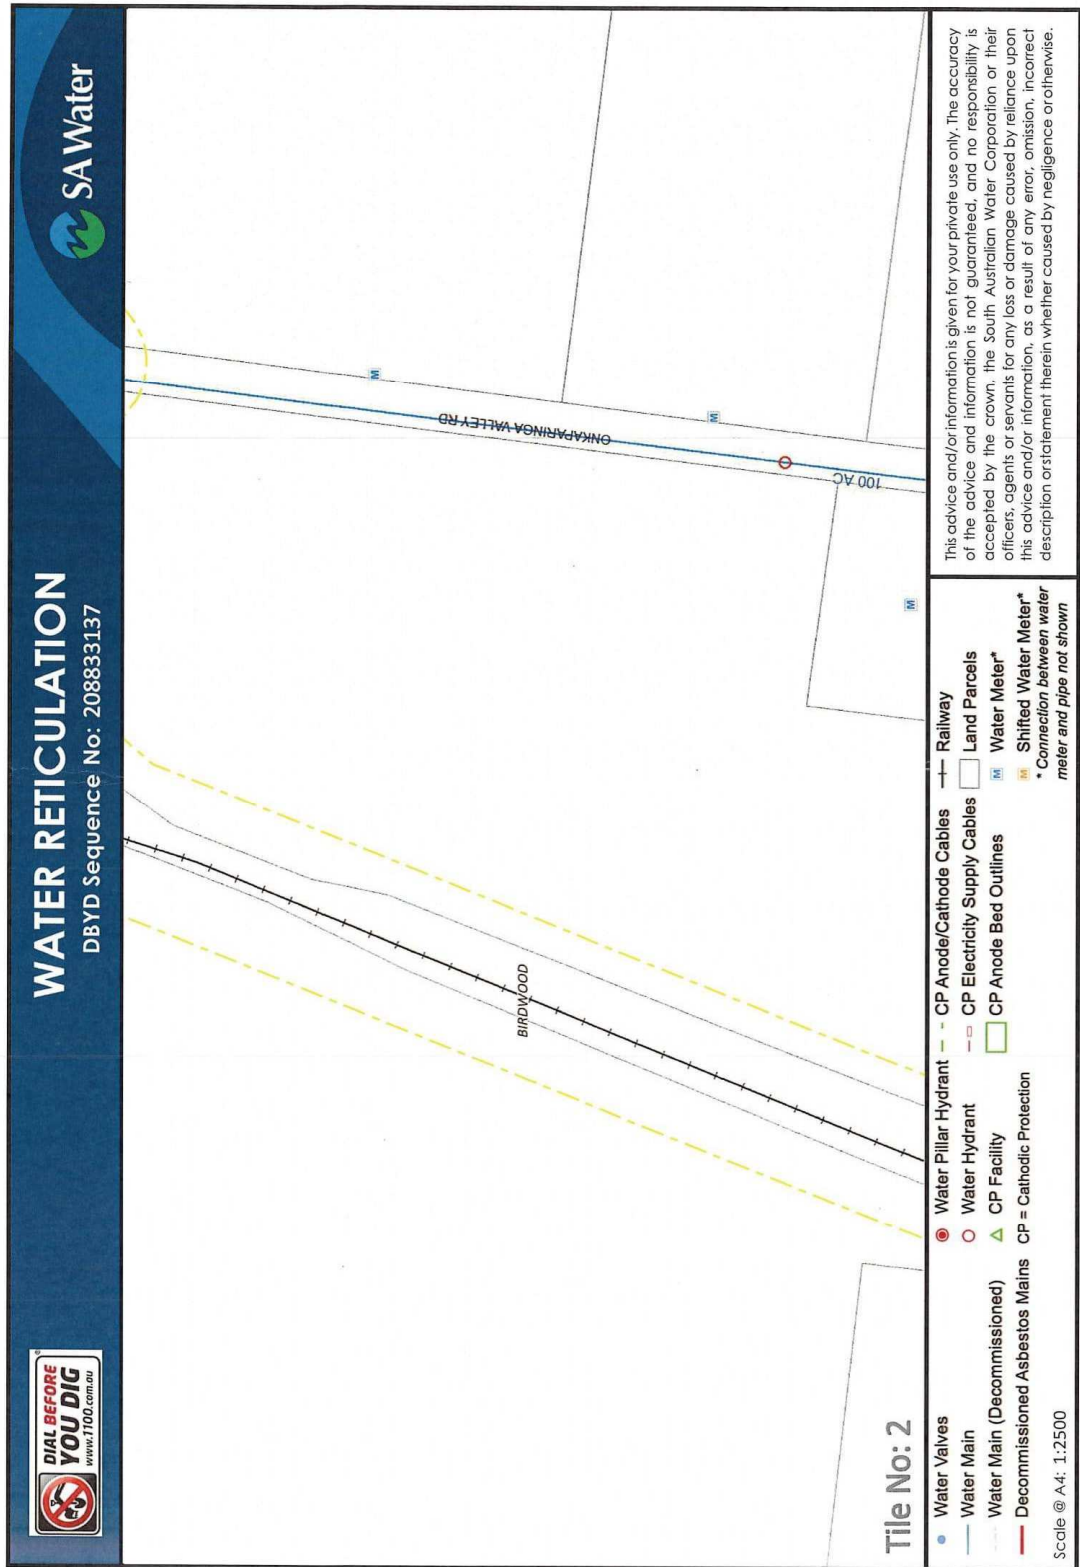 DIAL BEFORE
YOU DIG
www.1100.com.au
WATER RETICULATION
DBYD Sequence No: 208833137
SA Water
BIRDWOOD
ONKAPARINGA VALLEY RD
100 AC
M
M
M
Tile No: 2
Water Valves
Water Main
Water Main (Decommissioned)
Decommissioned Asbestos Mains
Scale @ A4: 1:2500
Water Pillar Hydrant
Water Hydrant
CP Facility
CP = Cathodic Protection
CP Anode/Cathode Cables
CP Electricity Supply Cables
CP Anode Bed Outlines
Railway
Land Parcels
M Water Meter*
M Shifted Water Meter*
* Connection between water
meter and pipe not shown
This advice and/or information is given for your private use only. The accuracy
of the advice and information is not guaranteed, and no responsibility is
accepted by the crown, the South Australian Water Corporation or their
officers, agents or servants for any loss or damage caused by reliance upon
this advice and/or information, as a result of any error, omission, incorrect
description orstatement therein whether caused by negligence orotherwise.